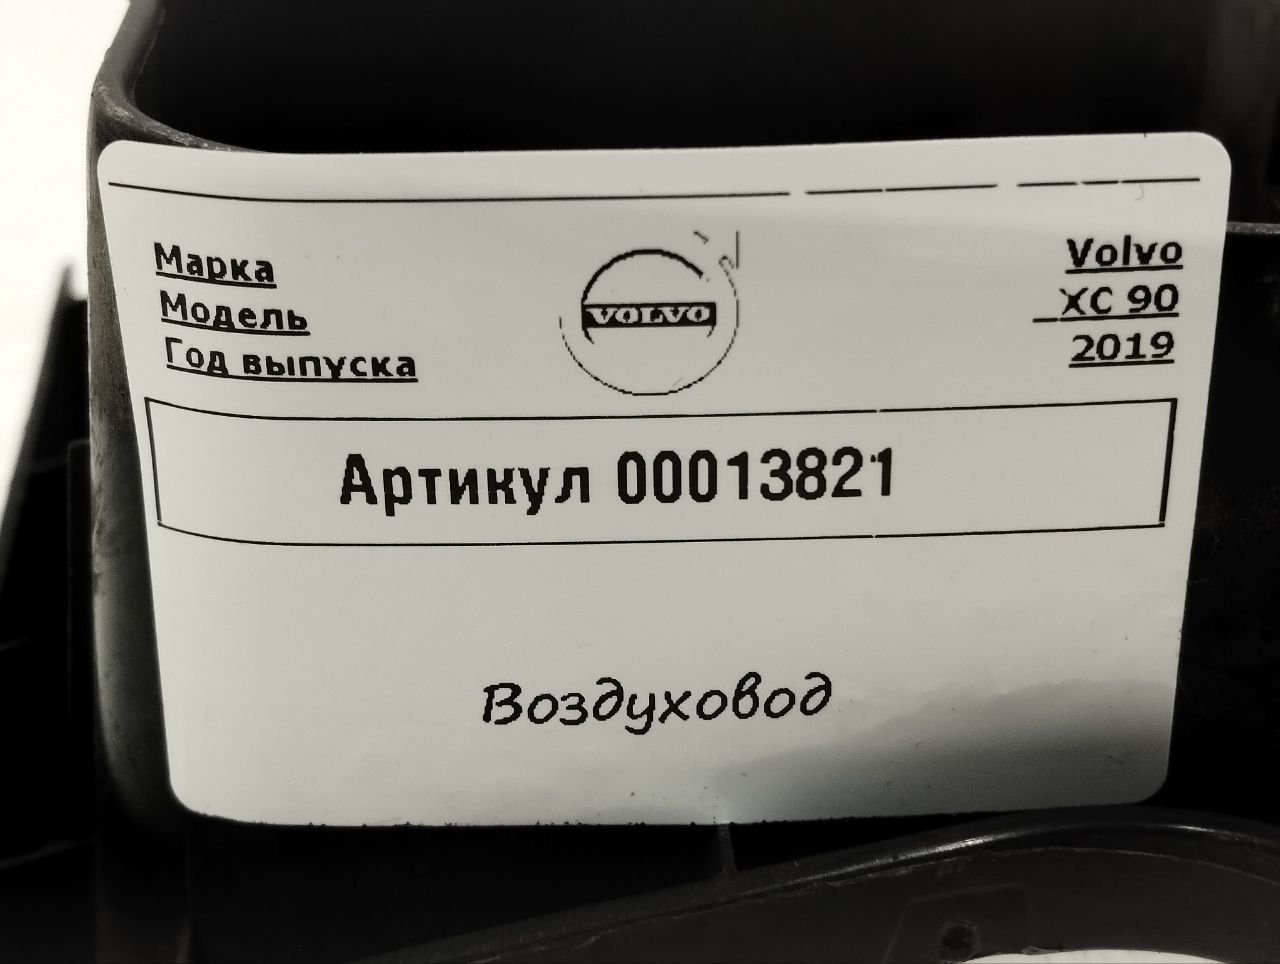 Марка Volvo
Модель XC 90
Год выпуска 2019
VOLVO
Артикул 00013821
Воздуховод